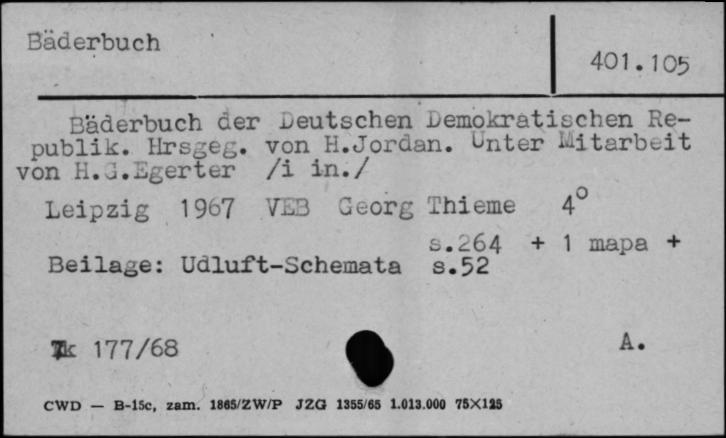 Bäderbuch
401.105
Bäderbuch der Deutschen Demokratischen Re-
publik. Hrsgeg. von H.Jordan. Unter Mitarbeit
von H.G.Egerter /i in./
Leipzig 1967 VEB Georg Thieme 4°
s.264 + 1 mapa +
Beilage: Udluft-Schemata s.52
177/68
A.
CWD — B-15c, zam. 1865/ZW/P JZG 1355/65 1.013.000 75X125